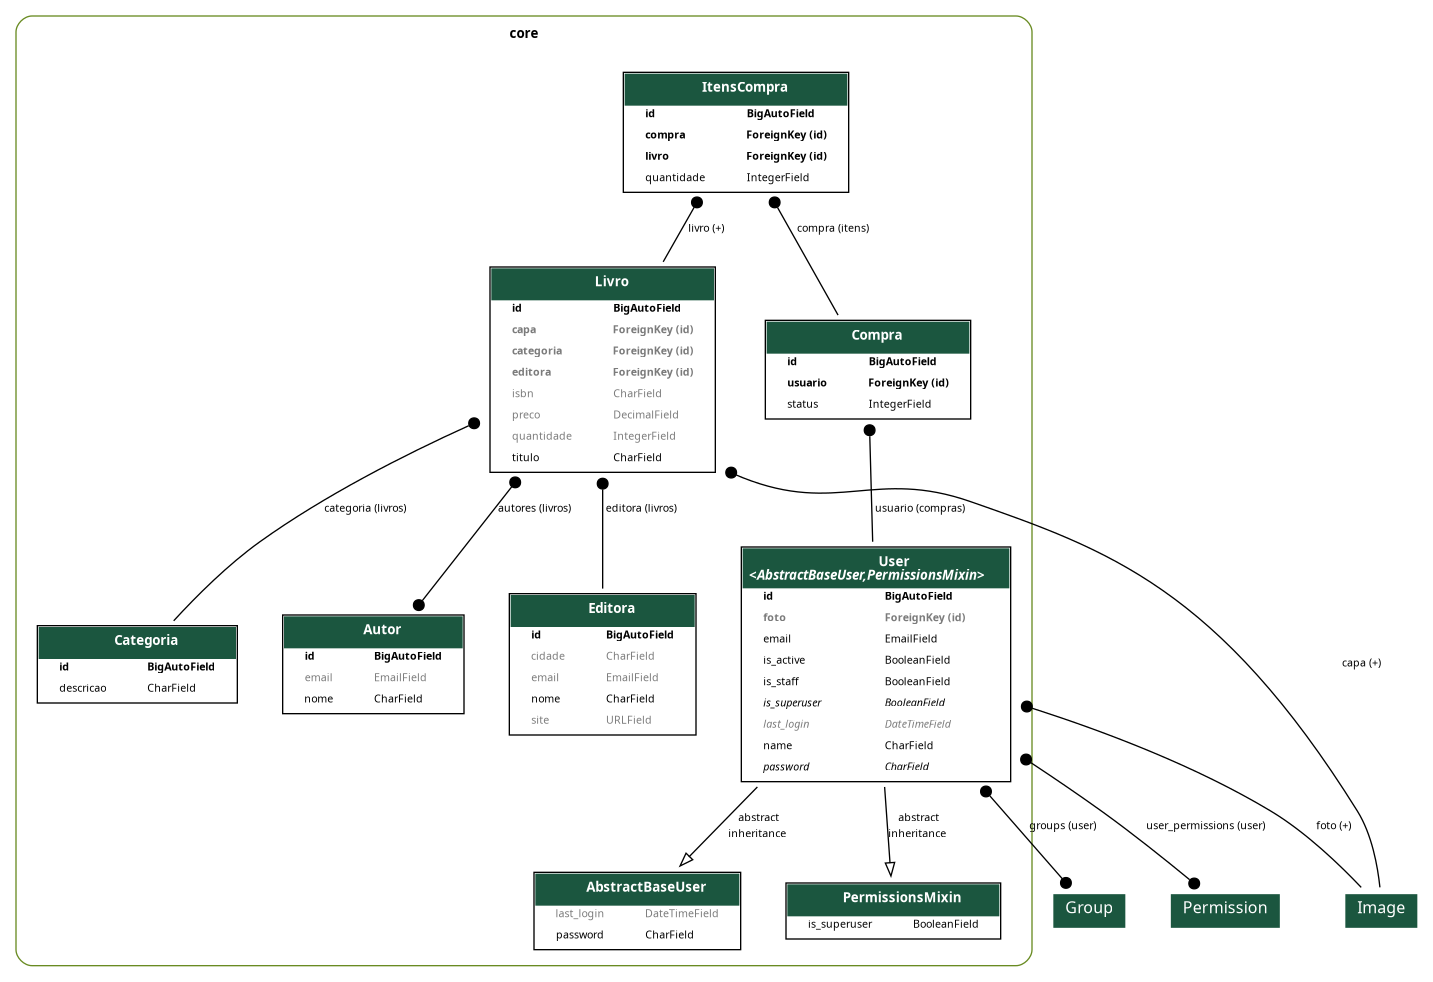 core
ItensCompra
id BigAutoField
compra ForeignKey (id)
livro ForeignKey (id)
quantidade IntegerField
livro (+)
compra (itens)
Livro
id BigAutoField
capa ForeignKey (id)
categoria ForeignKey (id)
editora ForeignKey (id)
isbn CharField
preco DecimalField
quantidade IntegerField
titulo CharField
Compra
id BigAutoField
usuario ForeignKey (id)
status IntegerField
categoria (livros)
autores (livros)
editora (livros)
usuario (compras)
Categoria
id BigAutoField
descricao CharField
Autor
id BigAutoField
email EmailField
nome CharField
Editora
id BigAutoField
cidade CharField
email EmailField
nome CharField
site URLField
User
<AbstractBaseUser,PermissionsMixin>
id BigAutoField
foto ForeignKey (id)
email EmailField
is_active BooleanField
is_staff BooleanField
is_superuser BooleanField
last_login DateTimeField
name CharField
password CharField
capa (+)
abstract
inheritance
abstract
inheritance
groups (user)
user_permissions (user)
foto (+)
AbstractBaseUser
last_login DateTimeField
password CharField
PermissionsMixin
is_superuser BooleanField
Group
Permission
Image